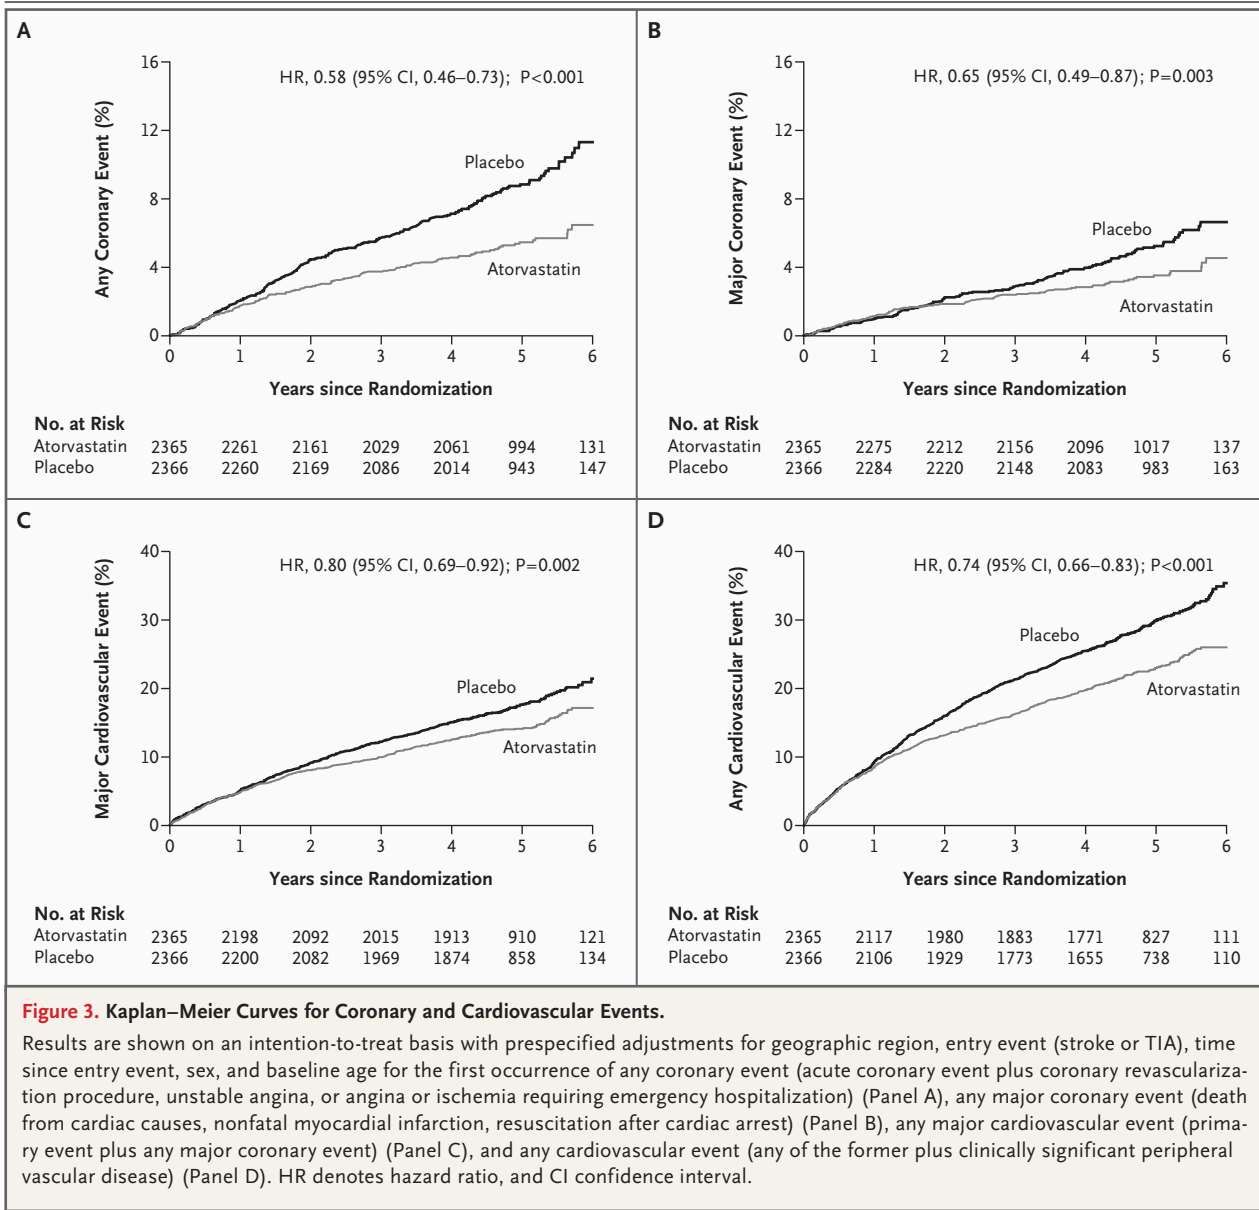 A
HR, 0.58 (95% CI, 0.46–0.73); P<0.001
Any Coronary Event (%)
16
12
8
4
0
Placebo
Atorvastatin
0 1 2 3 4 5 6
Years since Randomization
No. at Risk
Atorvastatin 2365 2261 2161 2029 2061 994 131
Placebo 2366 2260 2169 2086 2014 943 147
B
HR, 0.65 (95% CI, 0.49–0.87); P=0.003
Major Coronary Event (%)
16
12
8
4
0
Placebo
Atorvastatin
0 1 2 3 4 5 6
Years since Randomization
No. at Risk
Atorvastatin 2365 2275 2212 2156 2096 1017 137
Placebo 2366 2284 2220 2148 2083 983 163
C
HR, 0.80 (95% CI, 0.69–0.92); P=0.002
Major Cardiovascular Event (%)
40
30
20
10
0
Placebo
Atorvastatin
0 1 2 3 4 5 6
Years since Randomization
No. at Risk
Atorvastatin 2365 2198 2092 2015 1913 910 121
Placebo 2366 2200 2082 1969 1874 858 134
D
HR, 0.74 (95% CI, 0.66–0.83); P<0.001
Any Cardiovascular Event (%)
40
30
20
10
0
Placebo
Atorvastatin
0 1 2 3 4 5 6
Years since Randomization
No. at Risk
Atorvastatin 2365 2117 1980 1883 1771 827 111
Placebo 2366 2106 1929 1773 1655 738 110
Figure 3. Kaplan–Meier Curves for Coronary and Cardiovascular Events.
Results are shown on an intention-to-treat basis with prespecified adjustments for geographic region, entry event (stroke or TIA), time
since entry event, sex, and baseline age for the first occurrence of any coronary event (acute coronary event plus coronary revasculariza-
tion procedure, unstable angina, or angina or ischemia requiring emergency hospitalization) (Panel A), any major coronary event (death
from cardiac causes, nonfatal myocardial infarction, resuscitation after cardiac arrest) (Panel B), any major cardiovascular event (prima-
ry event plus any major coronary event) (Panel C), and any cardiovascular event (any of the former plus clinically significant peripheral
vascular disease) (Panel D). HR denotes hazard ratio, and CI confidence interval.